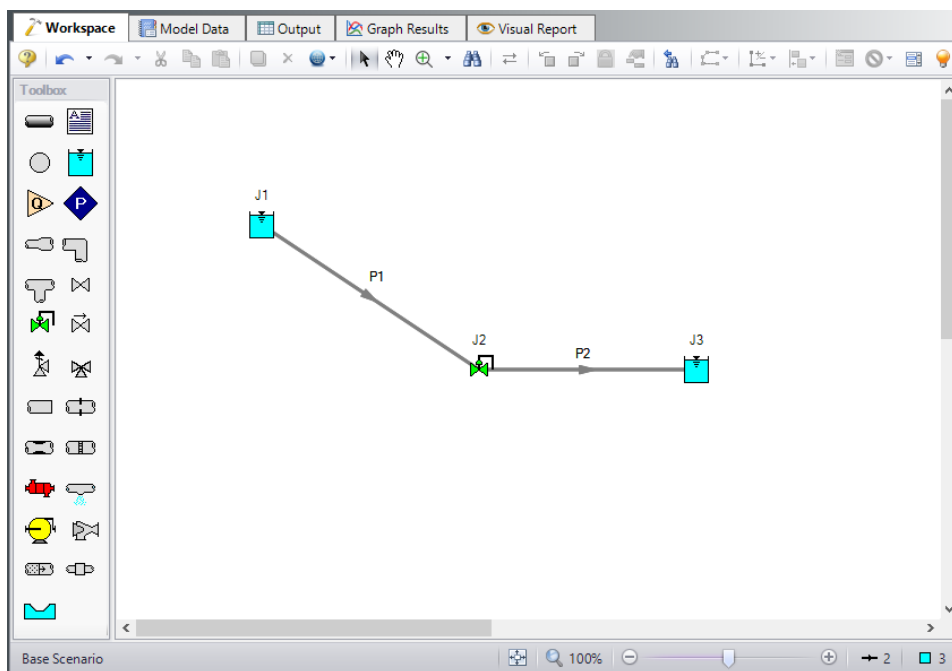 Workspace Model Data Output Graph Results Visual Report
Toolbox
A
Q P
J1
P1
J2
P2
J3
Base Scenario 100% 2 3